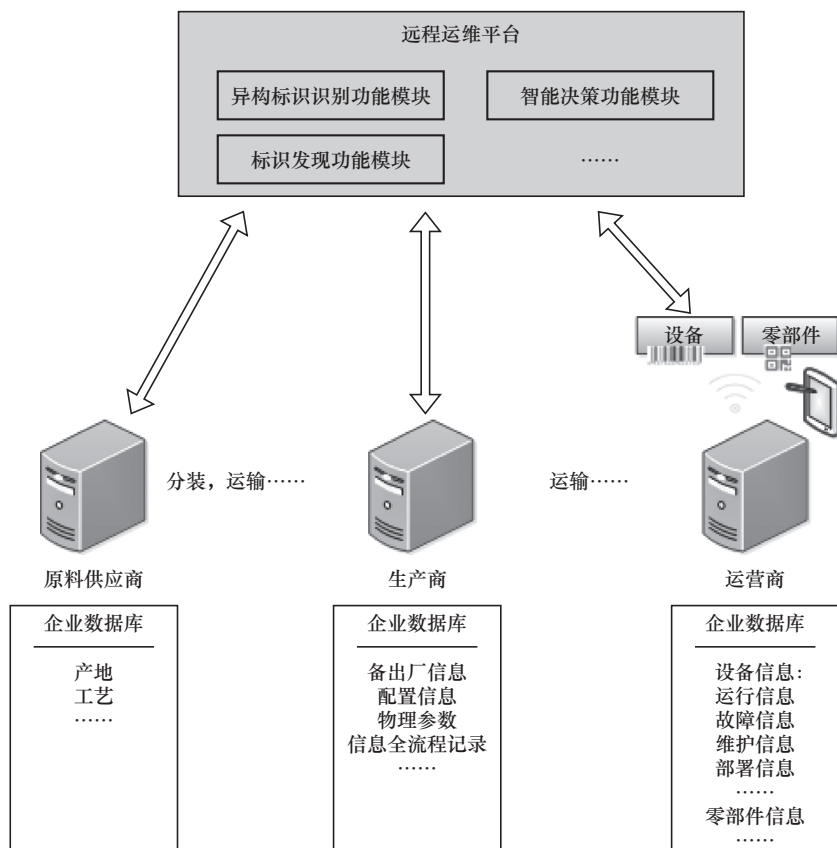 远程运维平台
异构标识识别功能模块
智能决策功能模块
标识发现功能模块
……
设备
零部件
分装，运输……
运输……
原料供应商
生产商
运营商
企业数据库
产地
工艺
……
企业数据库
备出厂信息
配置信息
物理参数
信息全流程记录
……
企业数据库
设备信息：
运行信息
故障信息
维护信息
部署信息
……
零部件信息
……